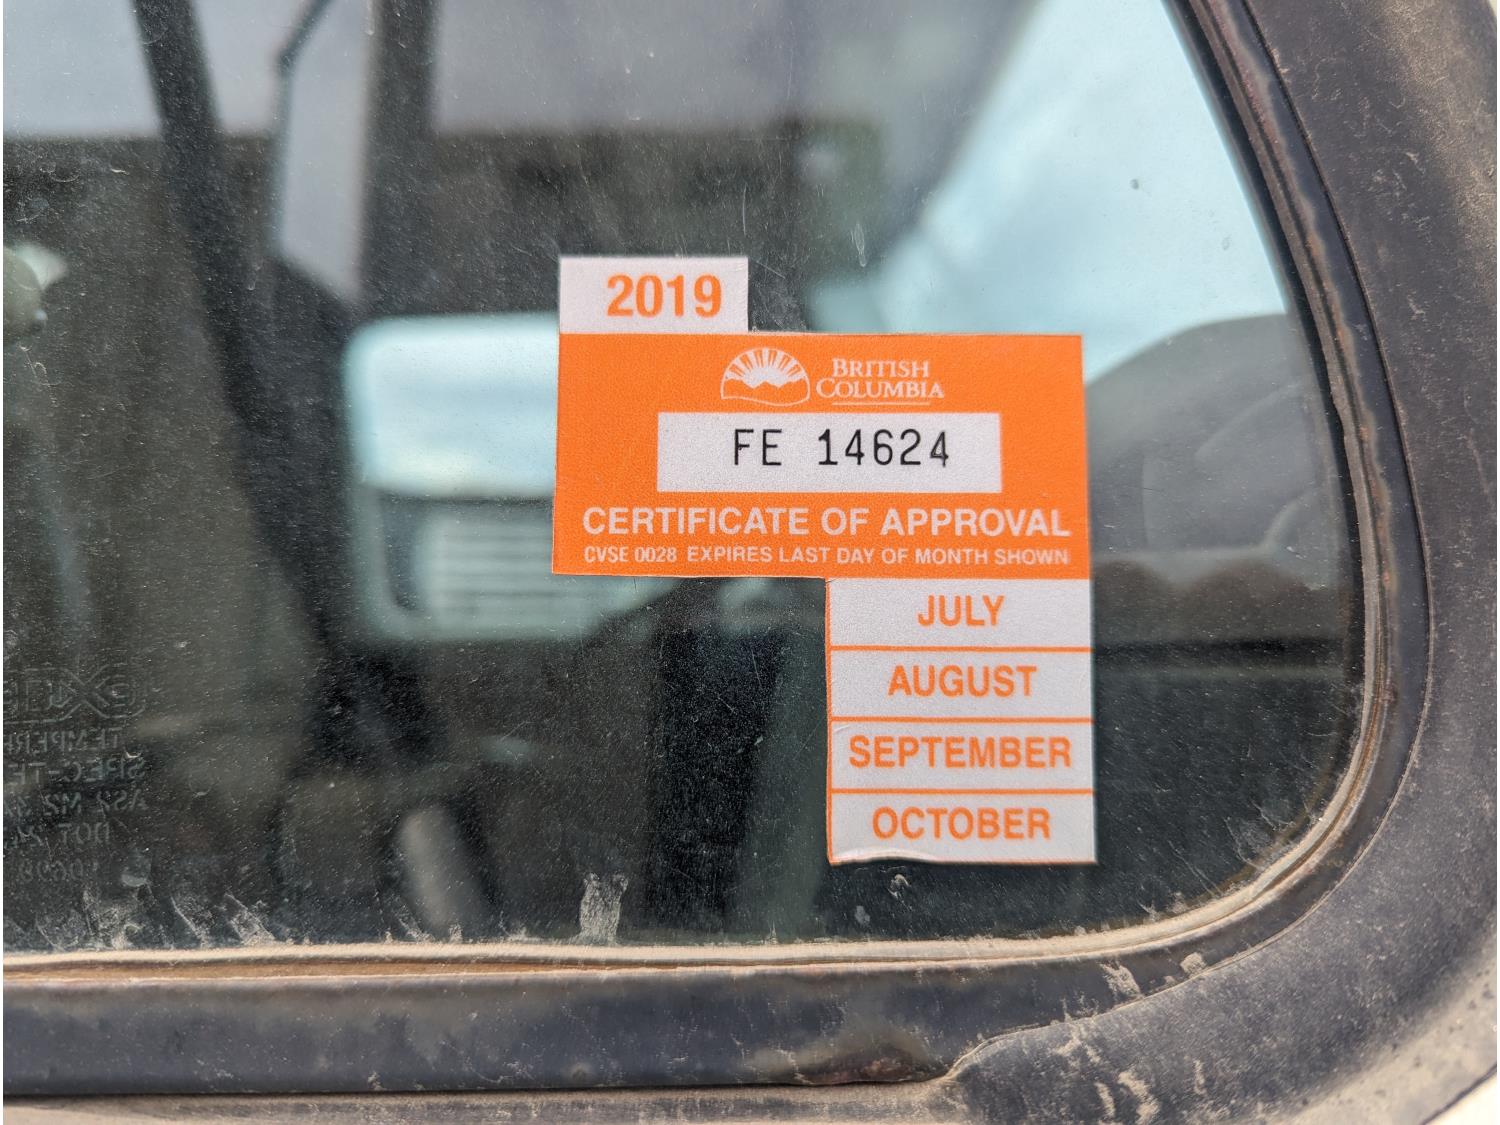 2019
BRITISH
COLUMBIA
FE 14624
CERTIFICATE OF APPROVAL
CVSE 0028 EXPIRES LAST DAY OF MONTH SHOWN
JULY
AUGUST
SEPTEMBER
OCTOBER
DOT